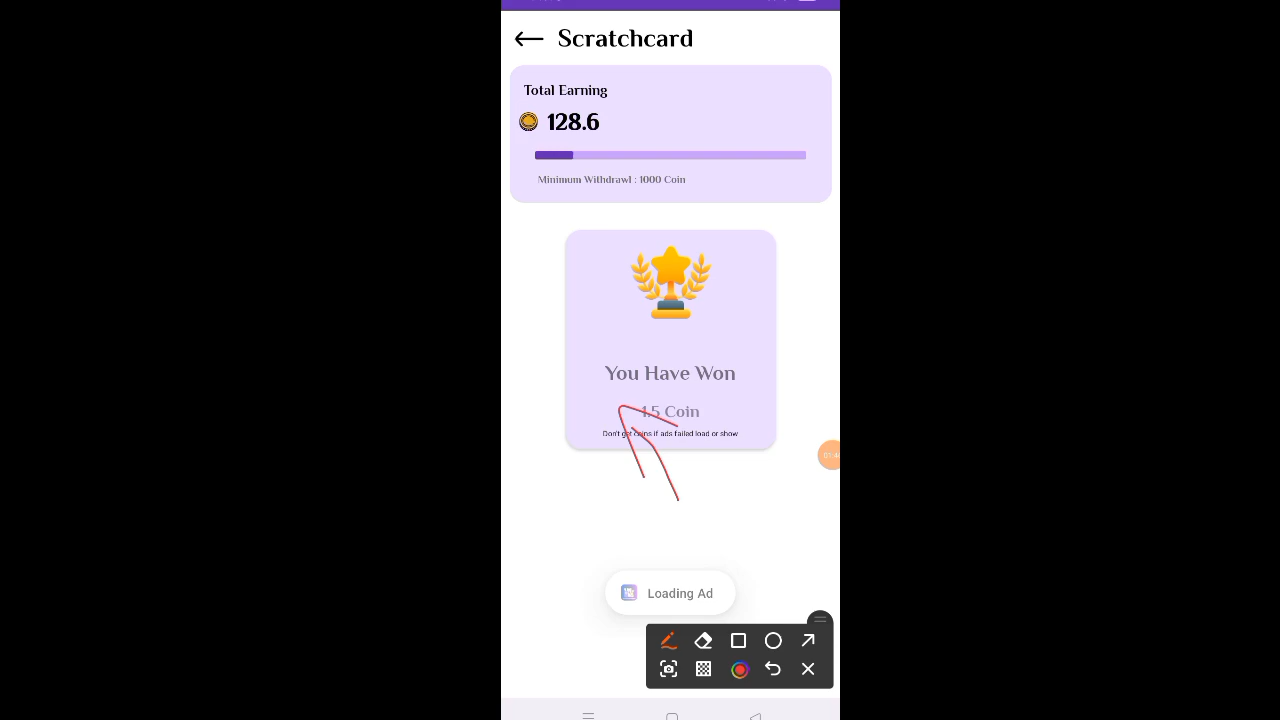 Scratchcard
Total Earning
128.6
Minimum Withdrawl : 1000 Coin
You Have Won
1.5 Coin
Don't get coins if ads failed load or show
Loading Ad